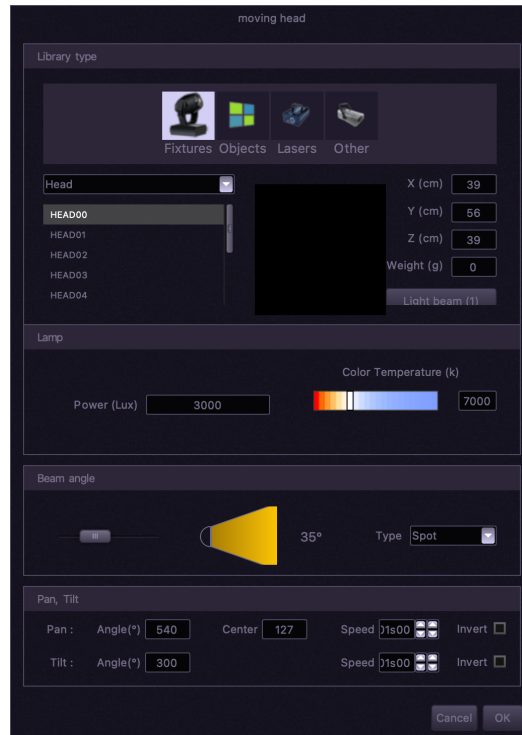 moving head
Library type
Fixtures Objects Lasers Other
Head
HEAD00
HEAD01
HEAD02
HEAD03
HEAD04
X (cm) 39
Y (cm) 56
Z (cm) 39
Weight (g) 0
Light beam (1)
Lamp
Color Temperature (k)
Power (Lux) 3000
7000
Beam angle
35° Type Spot
Pan, Tilt
Pan : Angle(°) 540 Center 127 Speed 01s00 Invert
Tilt : Angle(°) 300 Speed 01s00 Invert
Cancel OK